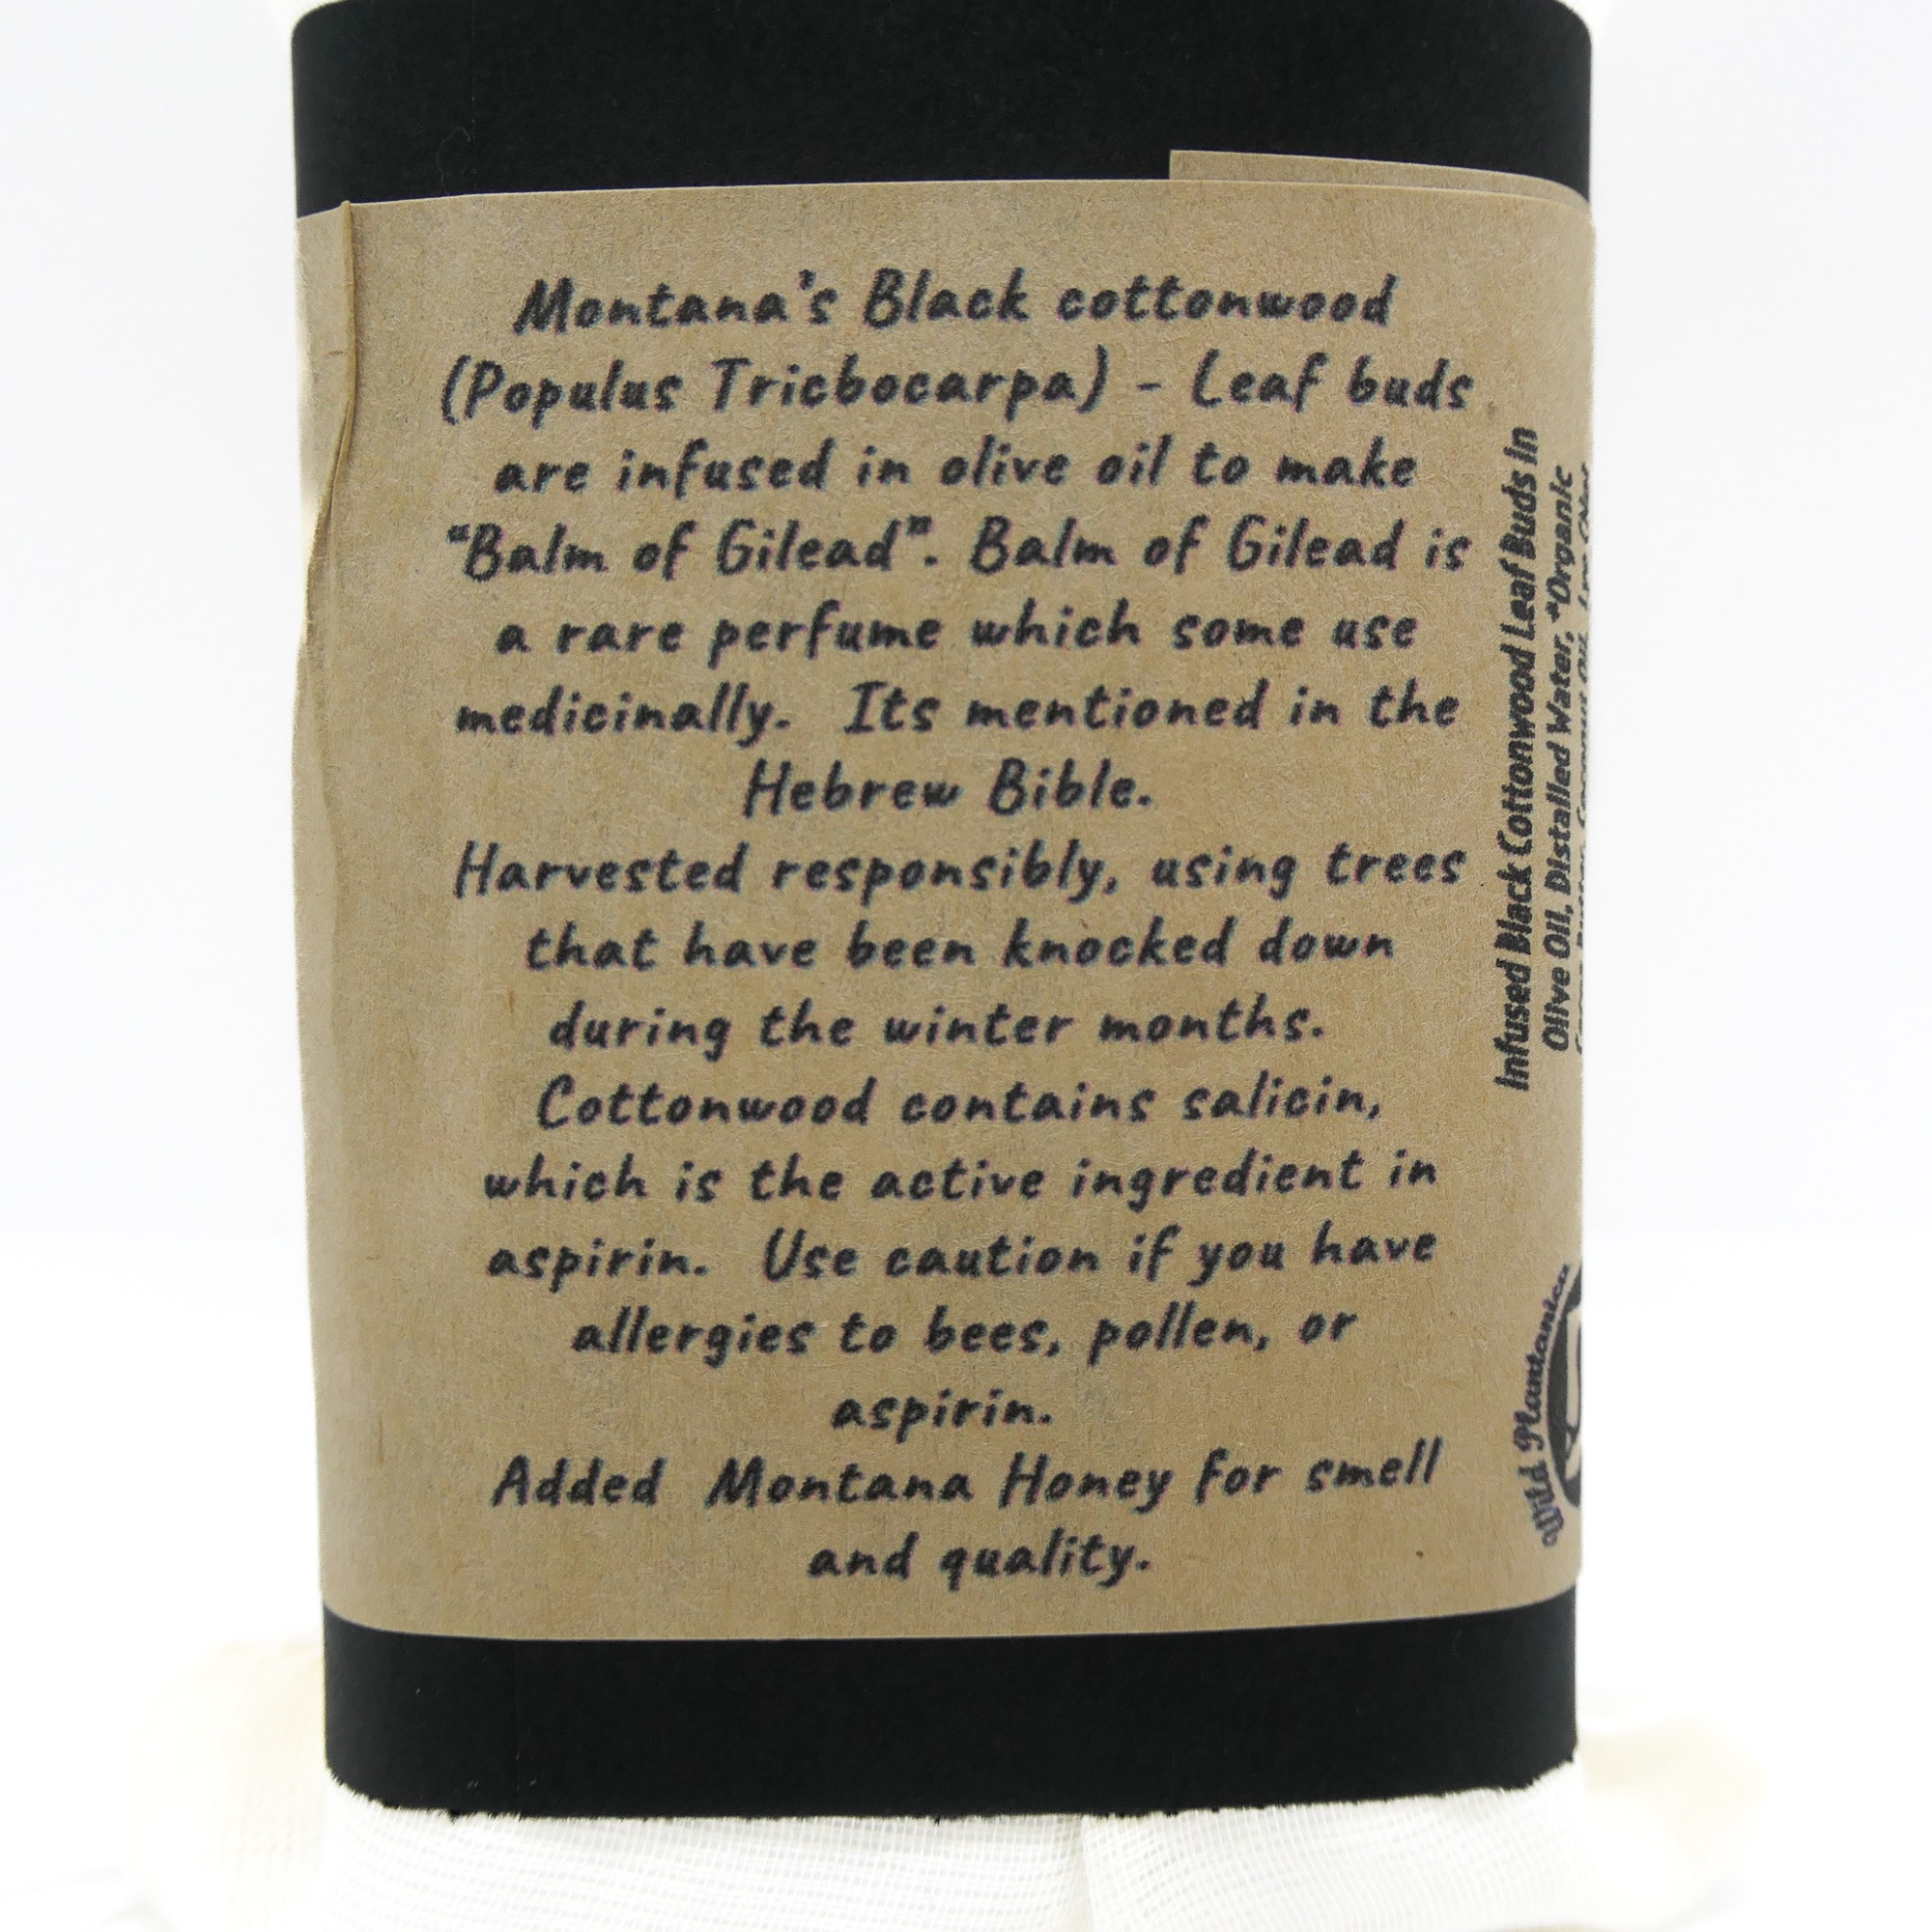 Montana's Black cottonwood
(Populus Tricbocarpa) - Leaf buds
are infused in olive oil to make
"Balm of Gilead". Balm of Gilead is
a rare perfume which some use
medicinally. Its mentioned in the
Hebrew Bible.
Harvested responsibly, using trees
that have been knocked down
during the winter months.
Cottonwood contains salicin,
which is the active ingredient in
aspirin. Use caution if you have
allergies to bees, pollen, or
aspirin.
Added Montana Honey for smell
and quality.
Infused Black Cottonwood Leaf Buds in
Olive Oil, Distalled Water, *Organic
Wild Plantanica